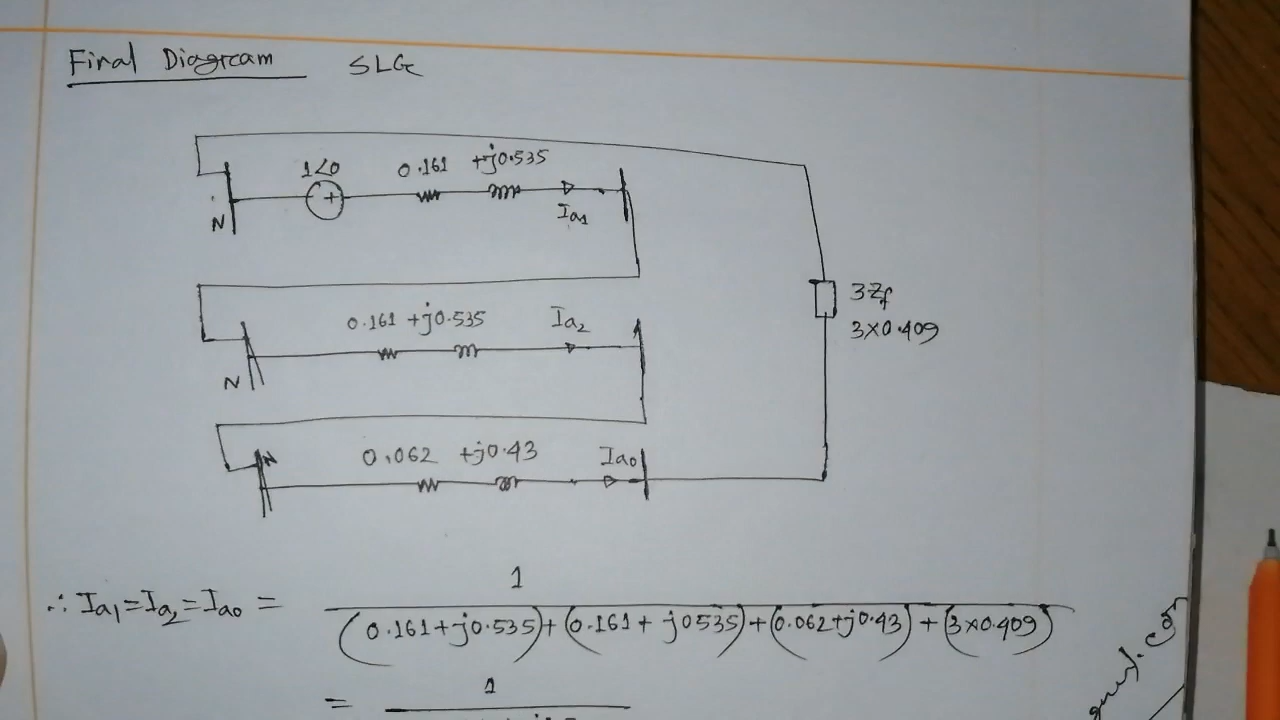 Final Diagram SLG
1∠0 0.161 +j0.535
N Ia1
0.161 +j0.535 Ia2
N
3Zf
3×0.409
N 0.062 +j0.43 Ia0
∴ Ia1 = Ia2 = Ia0 =
1
(0.161+j0.535)+(0.161+ j0535)+(0.062+j0.43) + (3×0.409)
= 1